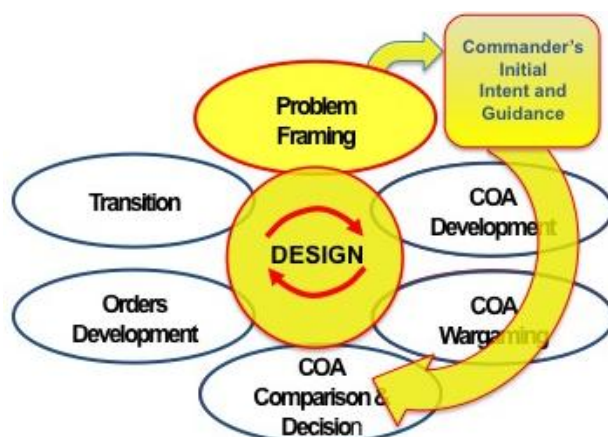 Commander's
Initial
Intent and
Guidance
Problem
Framing
Transition
COA
Development
DESIGN
Orders
Development
COA
Wargaming
COA
Comparison &
Decision